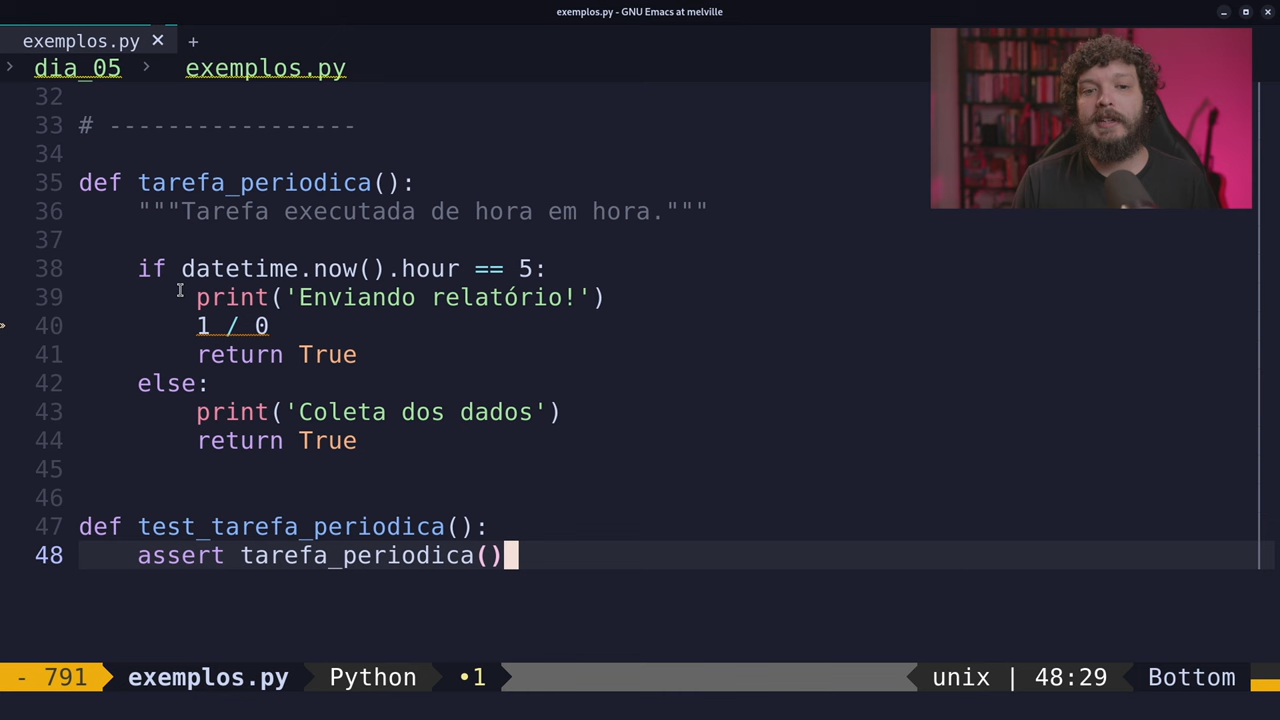 exemplos.py - GNU Emacs at melville
exemplos.py × +
> dia_05 > exemplos.py
32
33 # -----------------
34
35 def tarefa_periodica():
36     """Tarefa executada de hora em hora."""
37
38     if datetime.now().hour == 5:
39         print('Enviando relatório!')
40         1 / 0
41         return True
42     else:
43         print('Coleta dos dados')
44         return True
45
46
47 def test_tarefa_periodica():
48     assert tarefa_periodica()
- 791 exemplos.py Python •1 unix | 48:29 Bottom